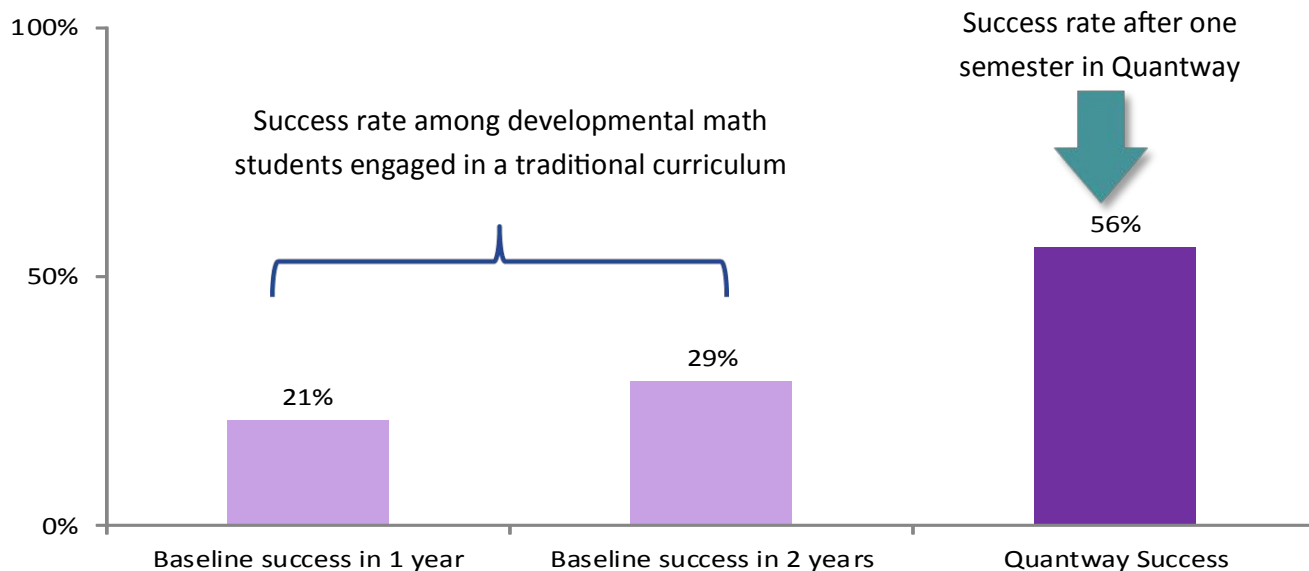 100%
Success rate after one
semester in Quantway
Success rate among developmental math
students engaged in a traditional curriculum
56%
50%
29%
21%
0%
Baseline success in 1 year
Baseline success in 2 years
Quantway Success